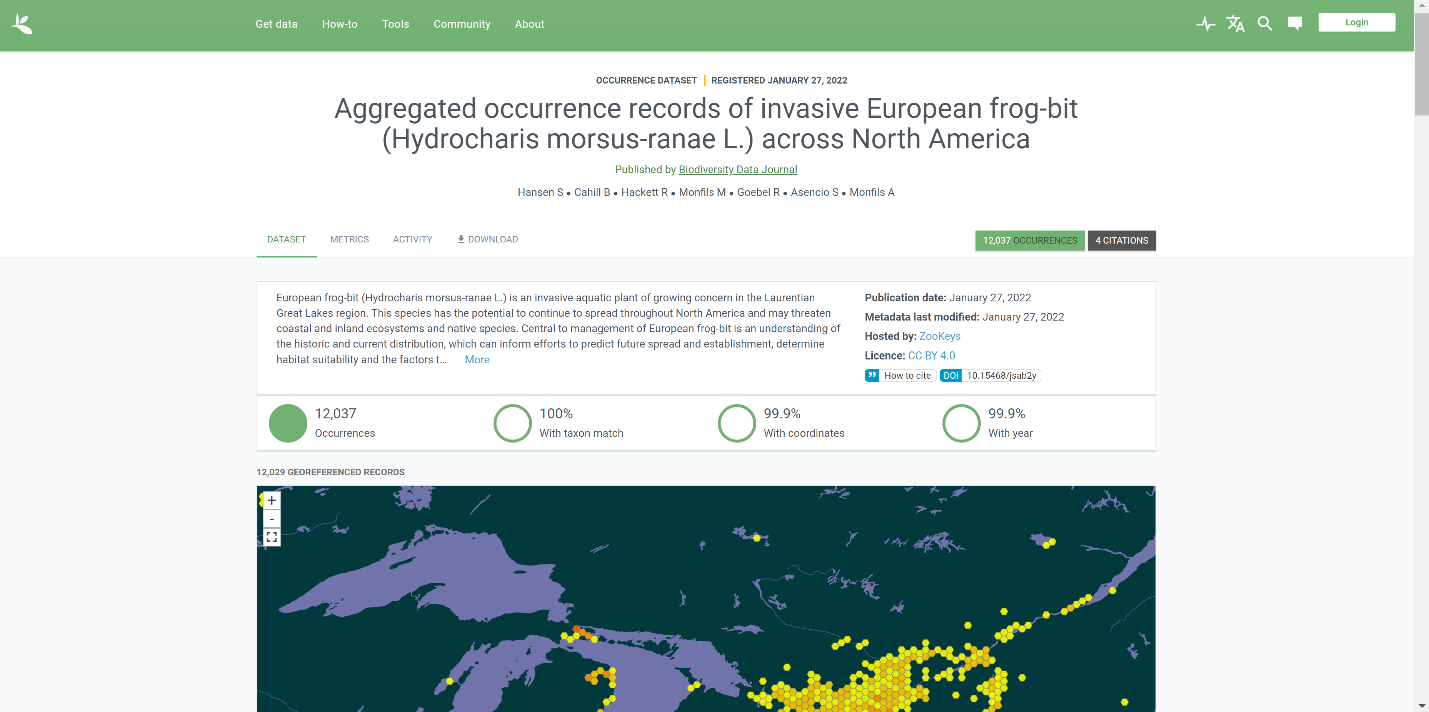 Get data How-to Tools Community About Login
OCCURRENCE DATASET | REGISTERED JANUARY 27, 2022
Aggregated occurrence records of invasive European frog-bit
(Hydrocharis morsus-ranae L.) across North America
Published by Biodiversity Data Journal
Hansen S • Cahill B • Hackett R • Monfils M • Goebel R • Asencio S • Monfils A
DATASET METRICS ACTIVITY DOWNLOAD 12,037 OCCURRENCES 4 CITATIONS
European frog-bit (Hydrocharis morsus-ranae L.) is an invasive aquatic plant of growing concern in the Laurentian
Great Lakes region. This species has the potential to continue to spread throughout North America and may threaten
coastal and inland ecosystems and native species. Central to management of European frog-bit is an understanding of
the historic and current distribution, which can inform efforts to predict future spread and establishment, determine
habitat suitability and the factors t... More
Publication date: January 27, 2022
Metadata last modified: January 27, 2022
Hosted by: ZooKeys
Licence: CC BY 4.0
How to cite DOI 10.15468/jsab2y
12,037
Occurrences
100%
With taxon match
99.9%
With coordinates
99.9%
With year
12,029 GEOREFERENCED RECORDS
+
-